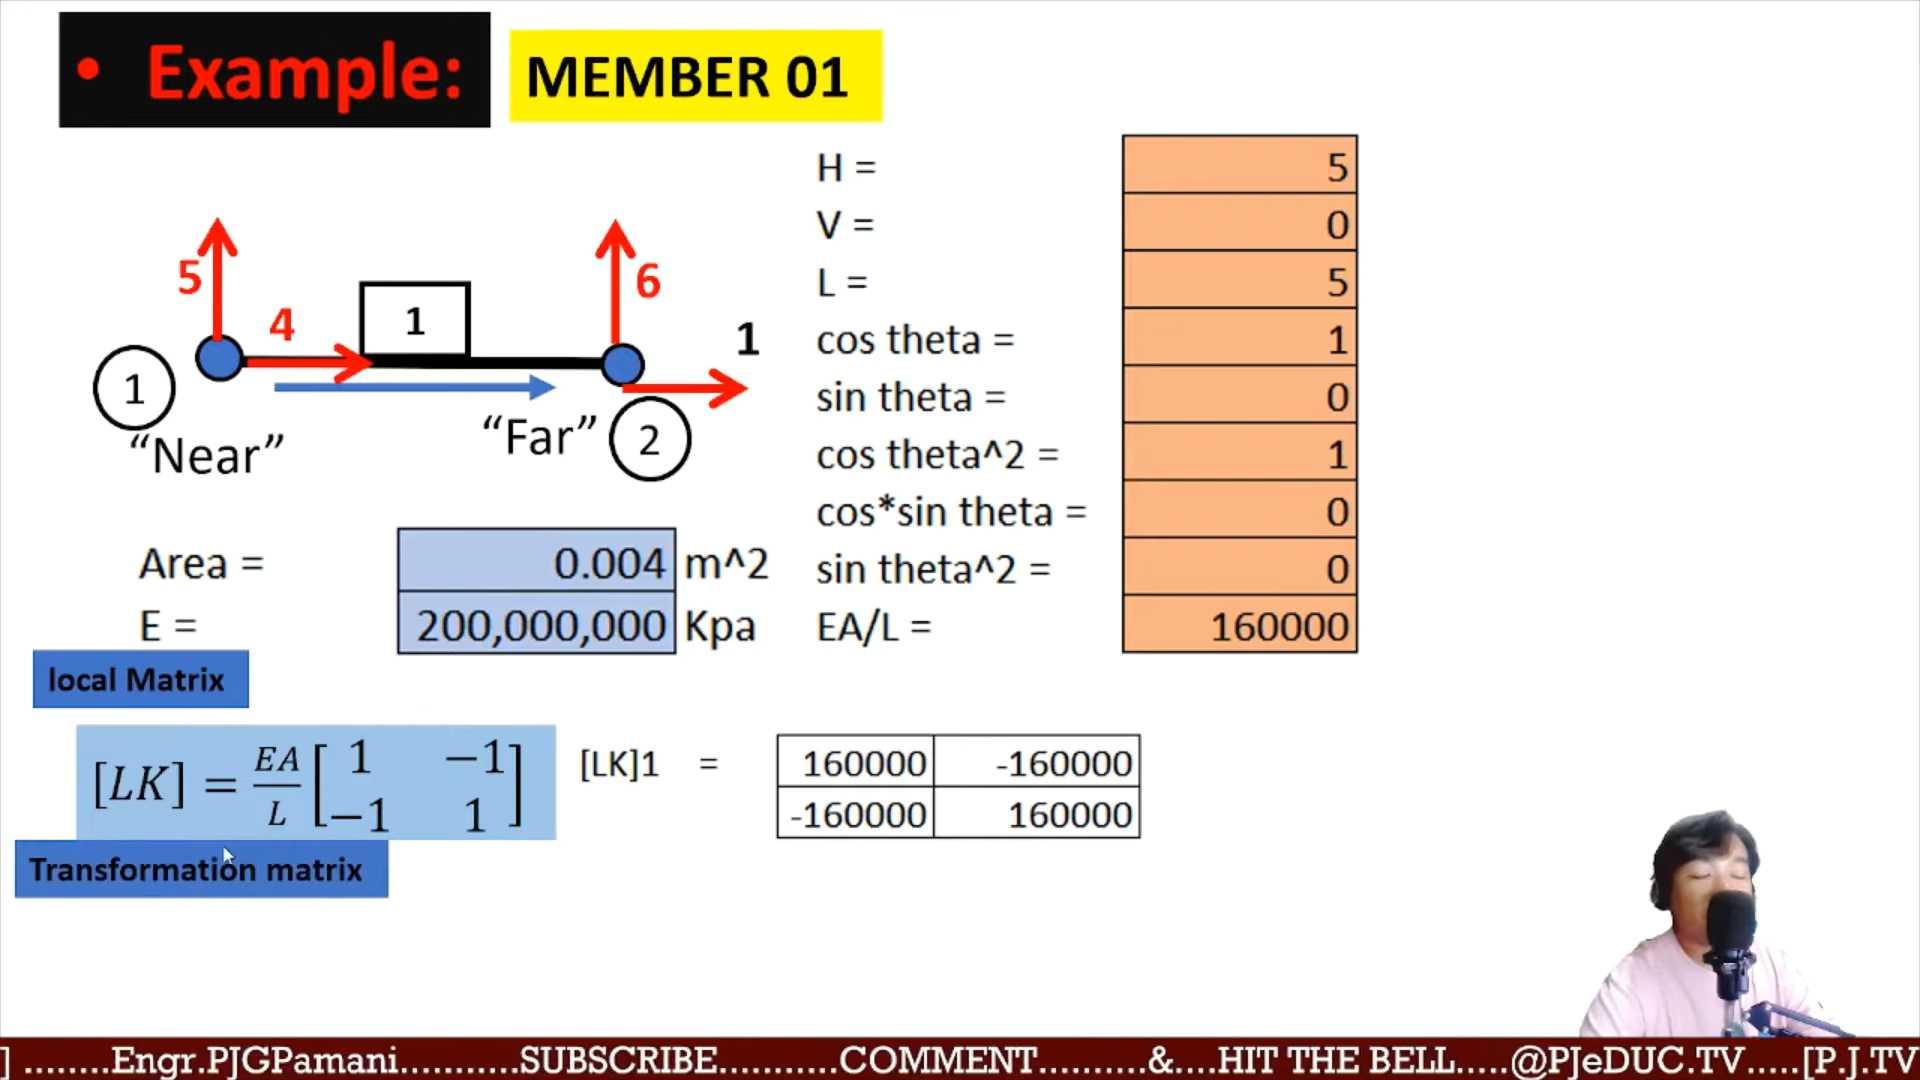 • Example:
MEMBER 01
5
4
1
6
1
1
"Near"
"Far"
2
Area = 0.004 m^2
E = 200,000,000 Kpa
H = 5
V = 0
L = 5
cos theta = 1
sin theta = 0
cos theta^2 = 1
cos*sin theta = 0
sin theta^2 = 0
EA/L = 160000
local Matrix
[LK] = EA/L [1 −1
−1 1]
[LK]1 = 160000 -160000
-160000 160000
Transformation matrix
] ........Engr.PJGPamani...........SUBSCRIBE...........COMMENT..........&....HIT THE BELL.....@PJeDUC.TV.....[P.J.TV